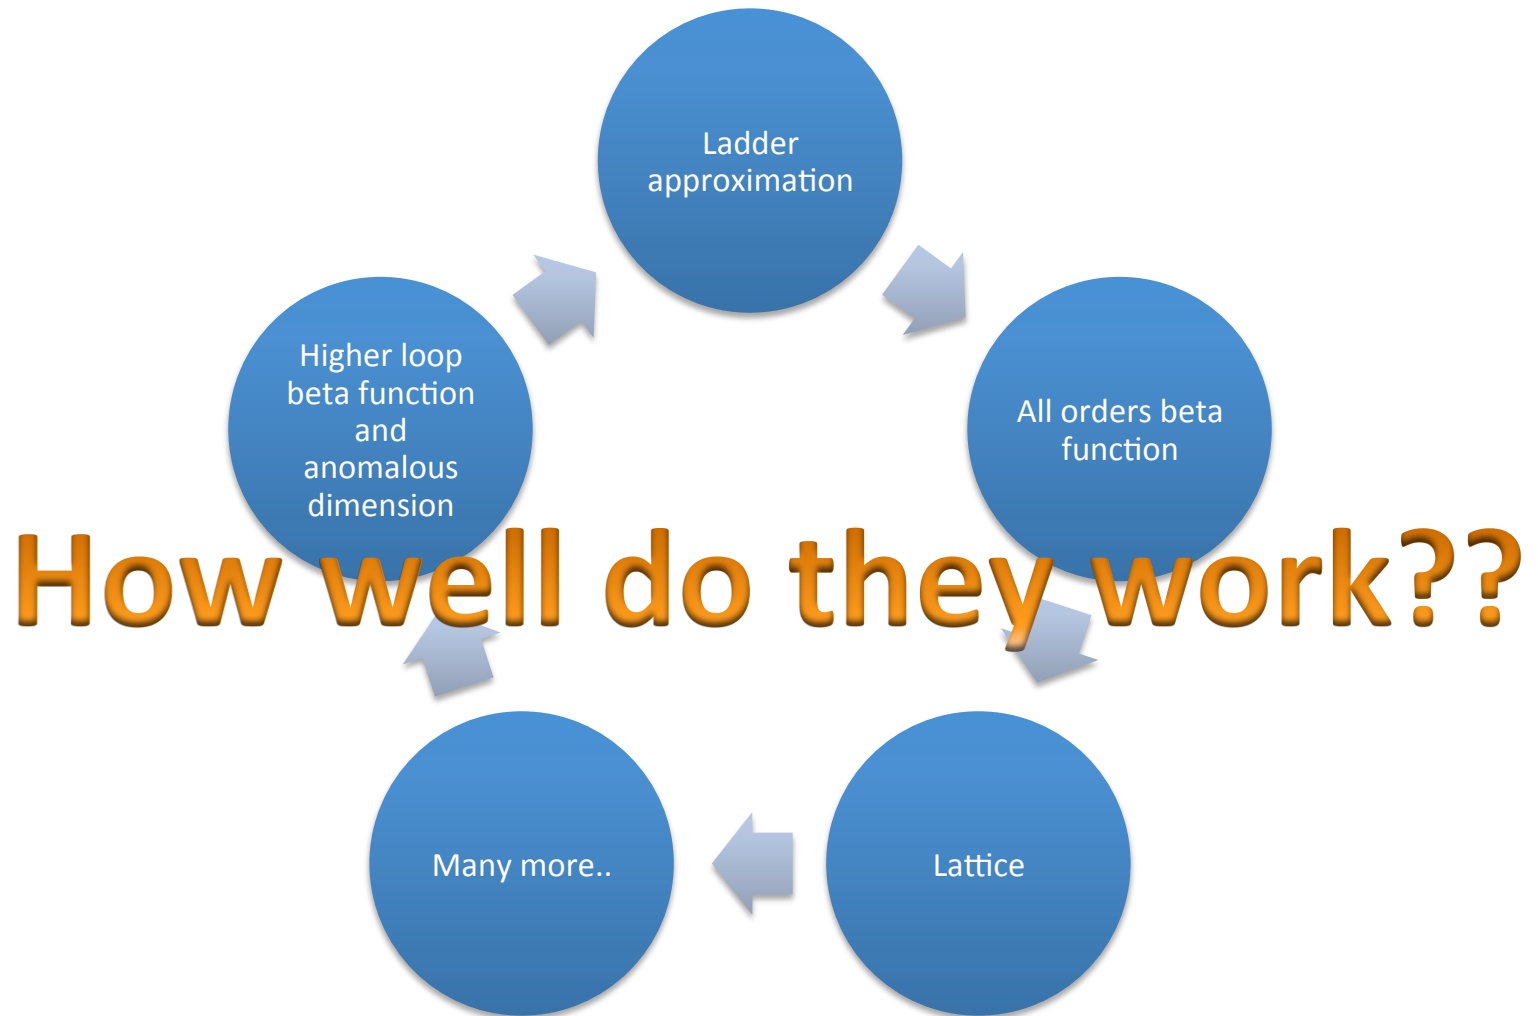 Ladder
approximation
Higher loop
beta function
and
anomalous
dimension
All orders beta
function
How well do they work??
Many more..
Lattice